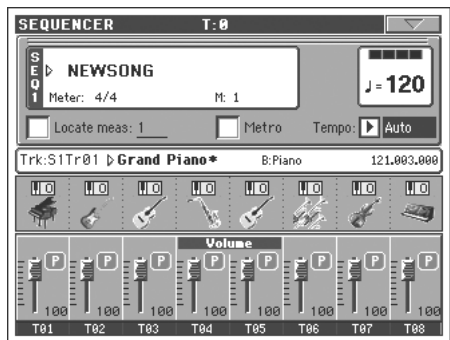 SEQUENCER T:0
SEQ1
NEWSONG
Meter: 4/4 M: 1
♩=120
Locate meas: 1 Metro Tempo: Auto
Trk:S1Tr01 Grand Piano* B:Piano 121.003.000
Volume
P P P P P P P P
100 100 100 100 100 100 100 100
T01 T02 T03 T04 T05 T06 T07 T08